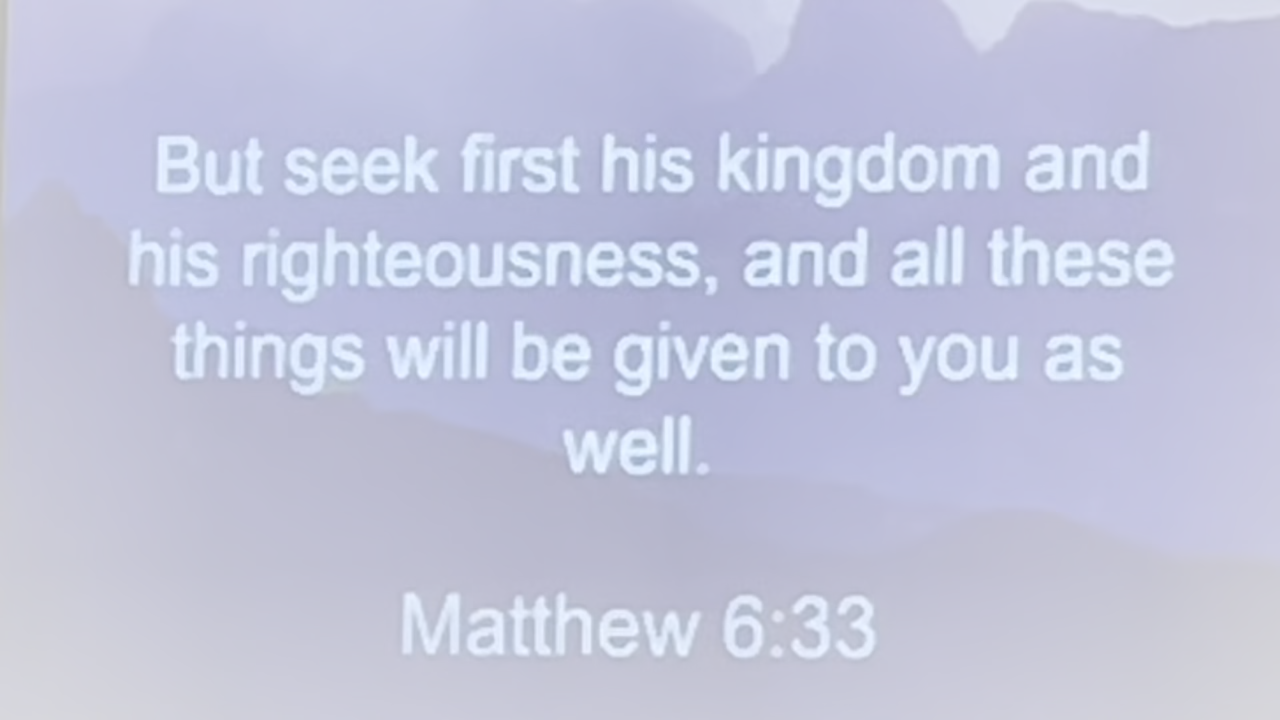 But seek first his kingdom and
his righteousness, and all these
things will be given to you as
well.
Matthew 6:33